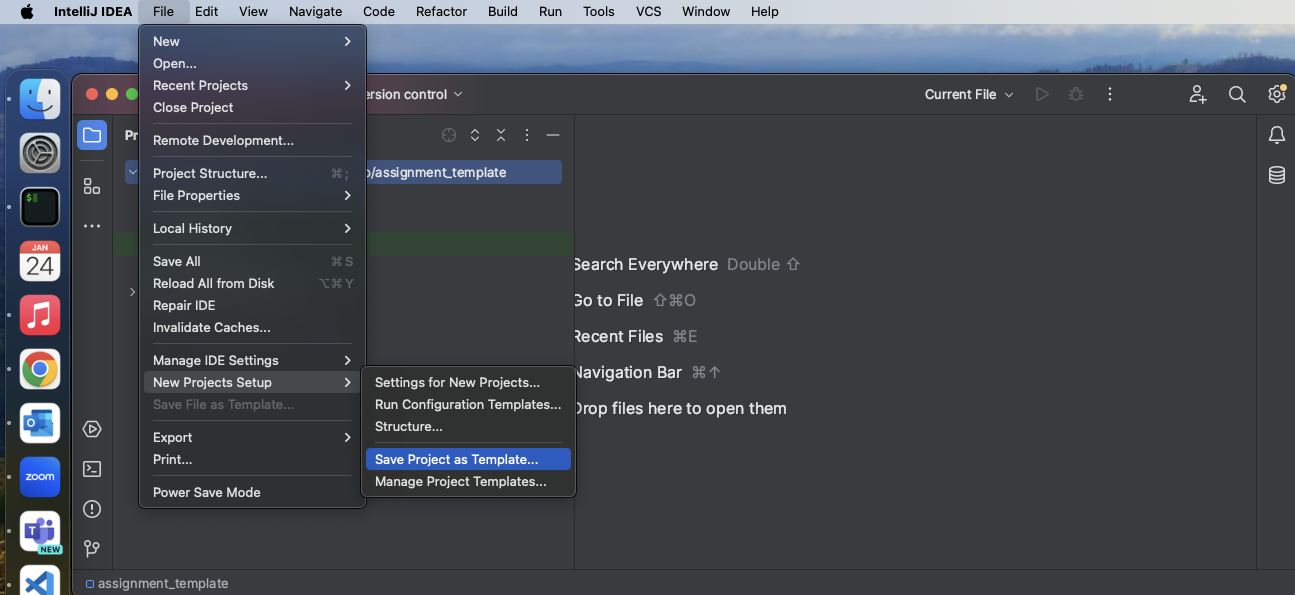 IntelliJ IDEA File Edit View Navigate Code Refactor Build Run Tools VCS Window Help
New
Open...
Recent Projects
Close Project
Remote Development...
Project Structure... ⌘ ;
File Properties
Local History
Save All ⌘ S
Reload All from Disk ⌥⌘ Y
Repair IDE
Invalidate Caches...
Manage IDE Settings
New Projects Setup
Save File as Template...
Export
Print...
Power Save Mode
Settings for New Projects...
Run Configuration Templates...
Structure...
Save Project as Template...
Manage Project Templates...
ersion control
Current File
Pr
/assignment_template
Search Everywhere Double ⇧
Go to File ⇧⌘O
Recent Files ⌘E
Navigation Bar ⌘↑
Drop files here to open them
$
JAN
24
zoom
T
NEW
assignment_template